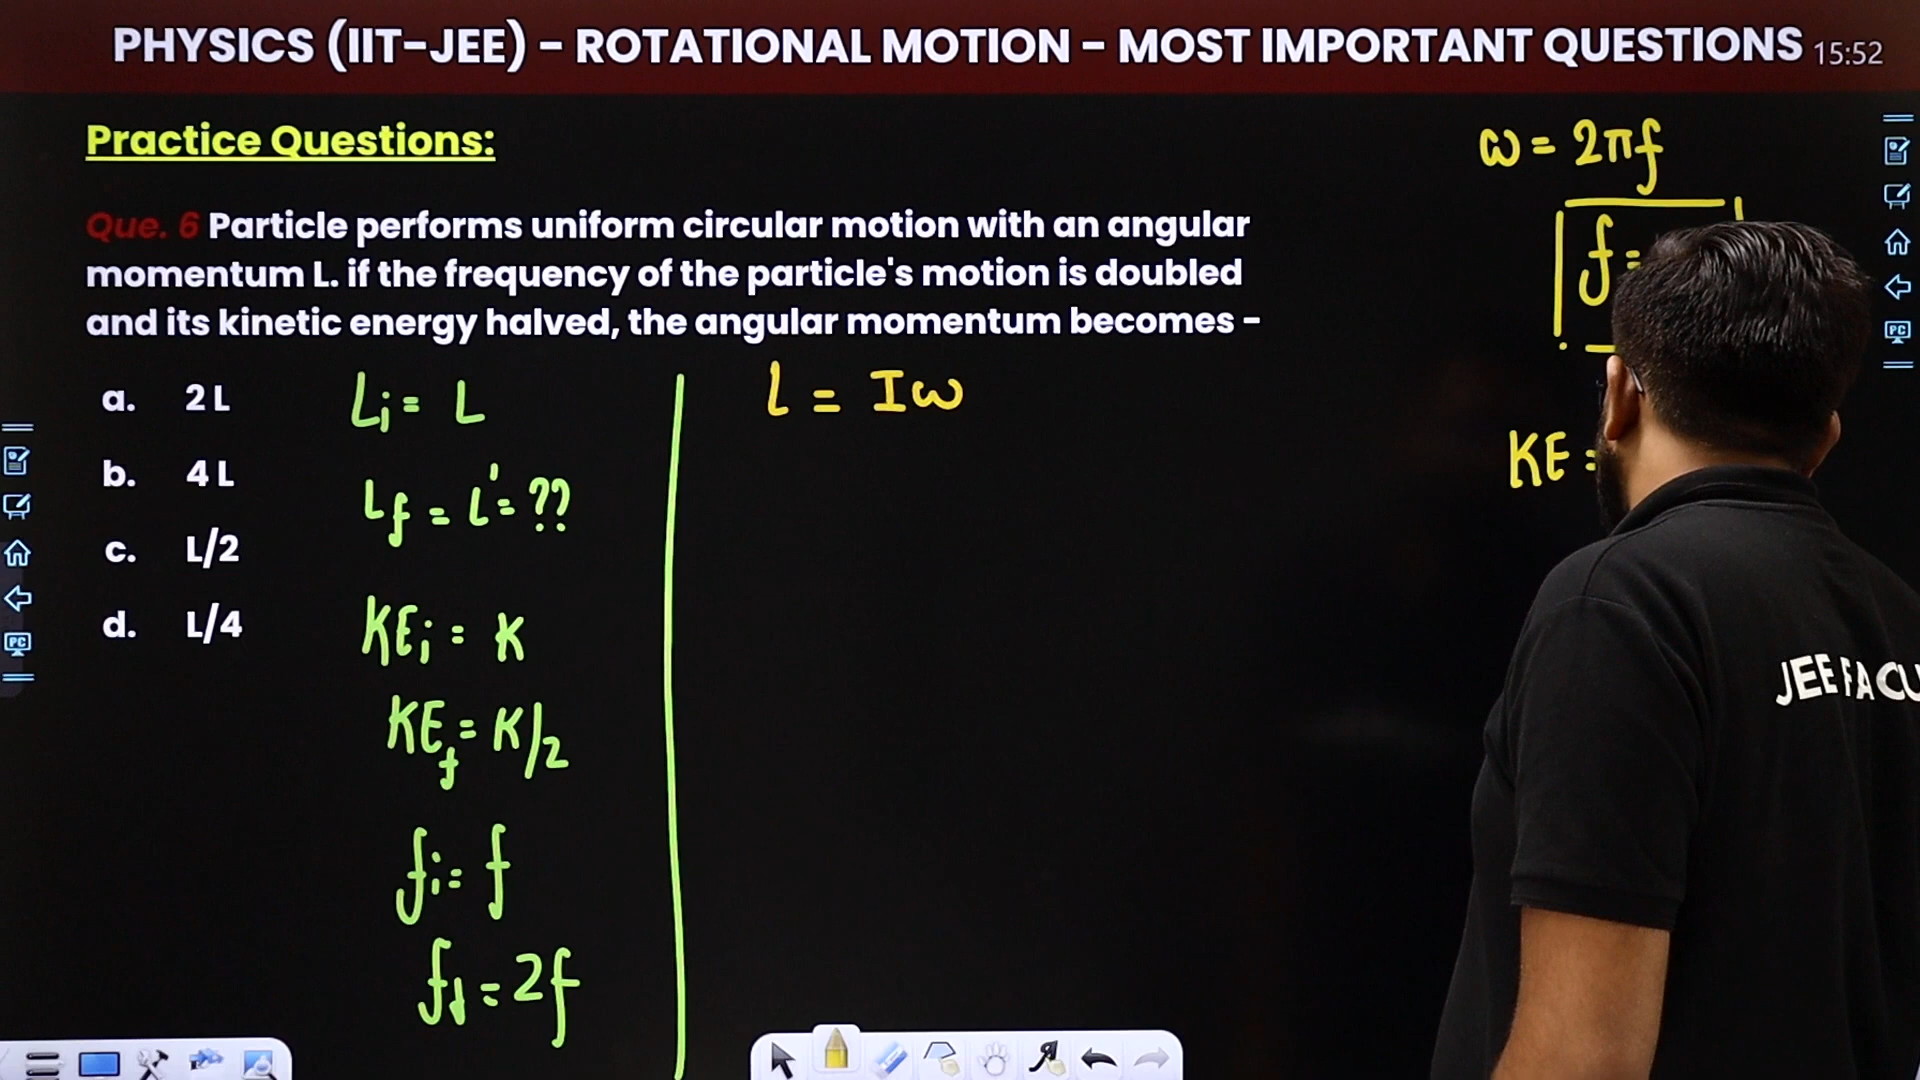 PHYSICS (IIT-JEE) - ROTATIONAL MOTION - MOST IMPORTANT QUESTIONS
15:52
Practice Questions:
Que. 6 Particle performs uniform circular motion with an angular
momentum L. if the frequency of the particle's motion is doubled
and its kinetic energy halved, the angular momentum becomes -
a. 2 L
b. 4 L
c. L/2
d. L/4
Li = L
Lf = L' = ??
KEi = K
KEf = K/2
fi = f
ff = 2f
L = Iω
ω = 2πf
f =
KE =
JEE FACU
PC
PC